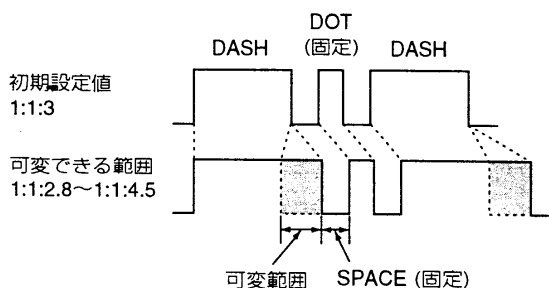 DOT
DASH (固定) DASH
初期設定値
1:1:3
可変できる範囲
1:1:2.8~1:1:4.5
可変範囲 SPACE (固定)